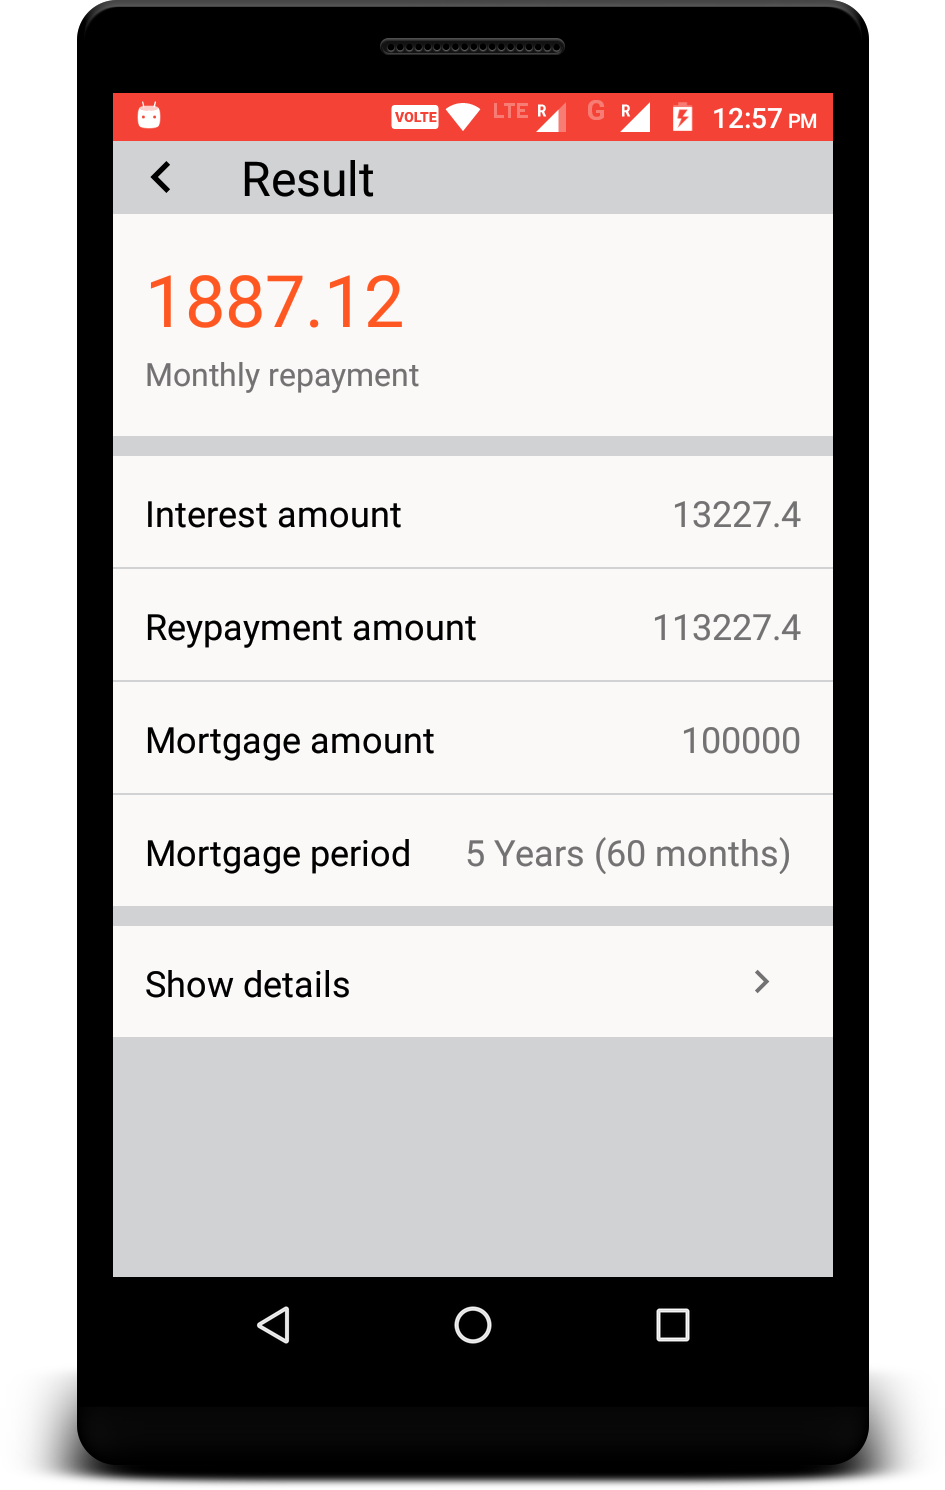 VOLTE LTE R G R 12:57 PM
Result
1887.12
Monthly repayment
Interest amount 13227.4
Reypayment amount 113227.4
Mortgage amount 100000
Mortgage period 5 Years (60 months)
Show details